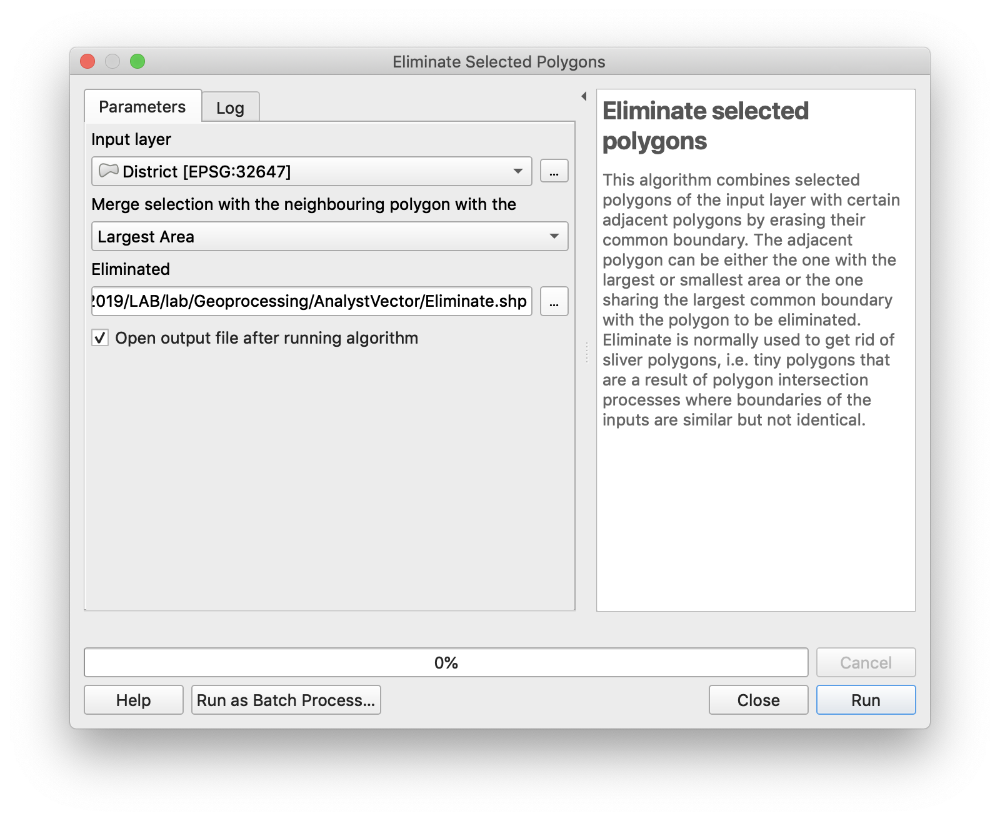 Eliminate Selected Polygons
Parameters
Log
Input layer
District [EPSG:32647]
...
Merge selection with the neighbouring polygon with the
Largest Area
Eliminated
2019/LAB/lab/Geoprocessing/AnalystVector/Eliminate.shp
...
Open output file after running algorithm
Eliminate selected
polygons
This algorithm combines selected
polygons of the input layer with certain
adjacent polygons by erasing their
common boundary. The adjacent
polygon can be either the one with the
largest or smallest area or the one
sharing the largest common boundary
with the polygon to be eliminated.
Eliminate is normally used to get rid of
sliver polygons, i.e. tiny polygons that
are a result of polygon intersection
processes where boundaries of the
inputs are similar but not identical.
0%
Cancel
Help
Run as Batch Process...
Close
Run